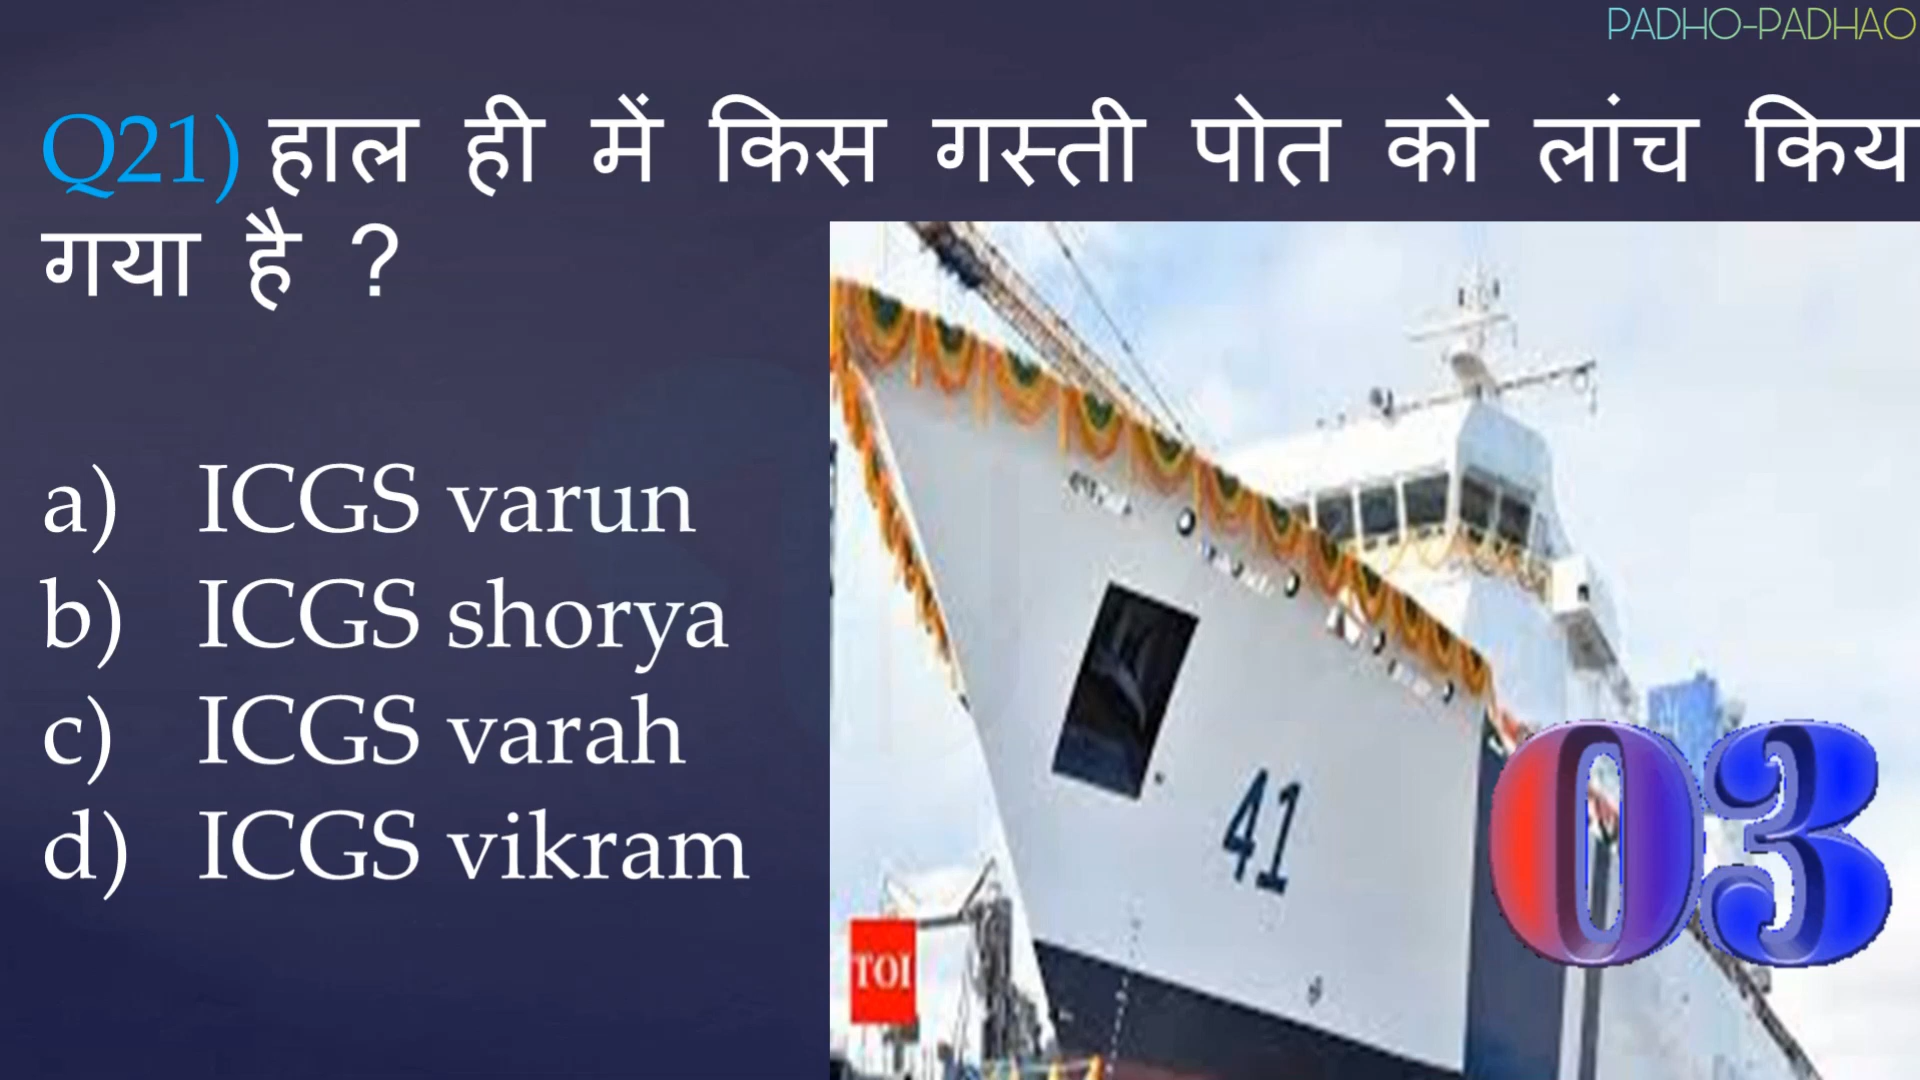 PADHO-PADHAO
Q21) हाल ही में किस गस्ती पोत को लांच किय
गया है ?
a) ICGS varun
b) ICGS shorya
c) ICGS varah
d) ICGS vikram
41
03
TOI